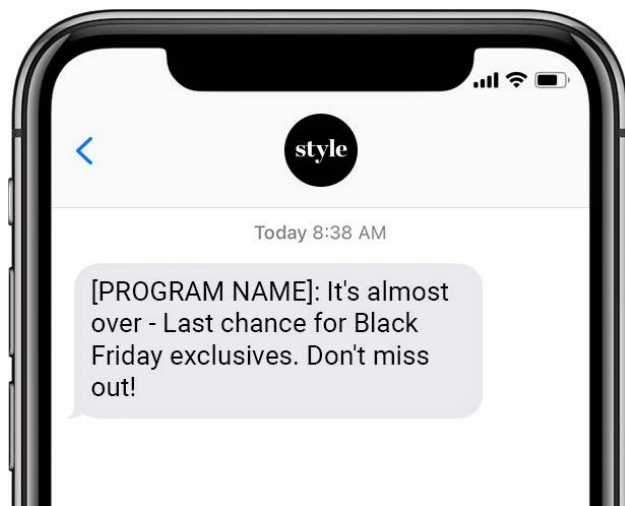 style
Today 8:38 AM
[PROGRAM NAME]: It's almost
over - Last chance for Black
Friday exclusives. Don't miss
out!